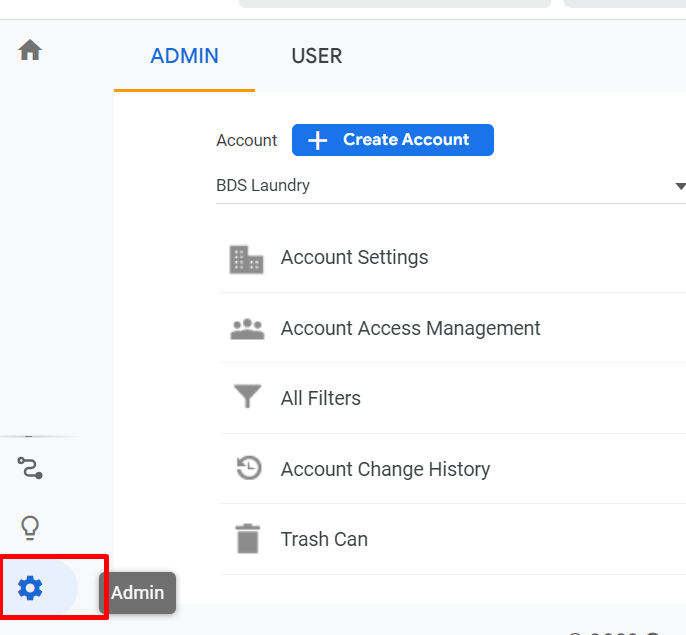 ADMIN USER
Account Create Account
BDS Laundry
Account Settings
Account Access Management
All Filters
Account Change History
Trash Can
Admin